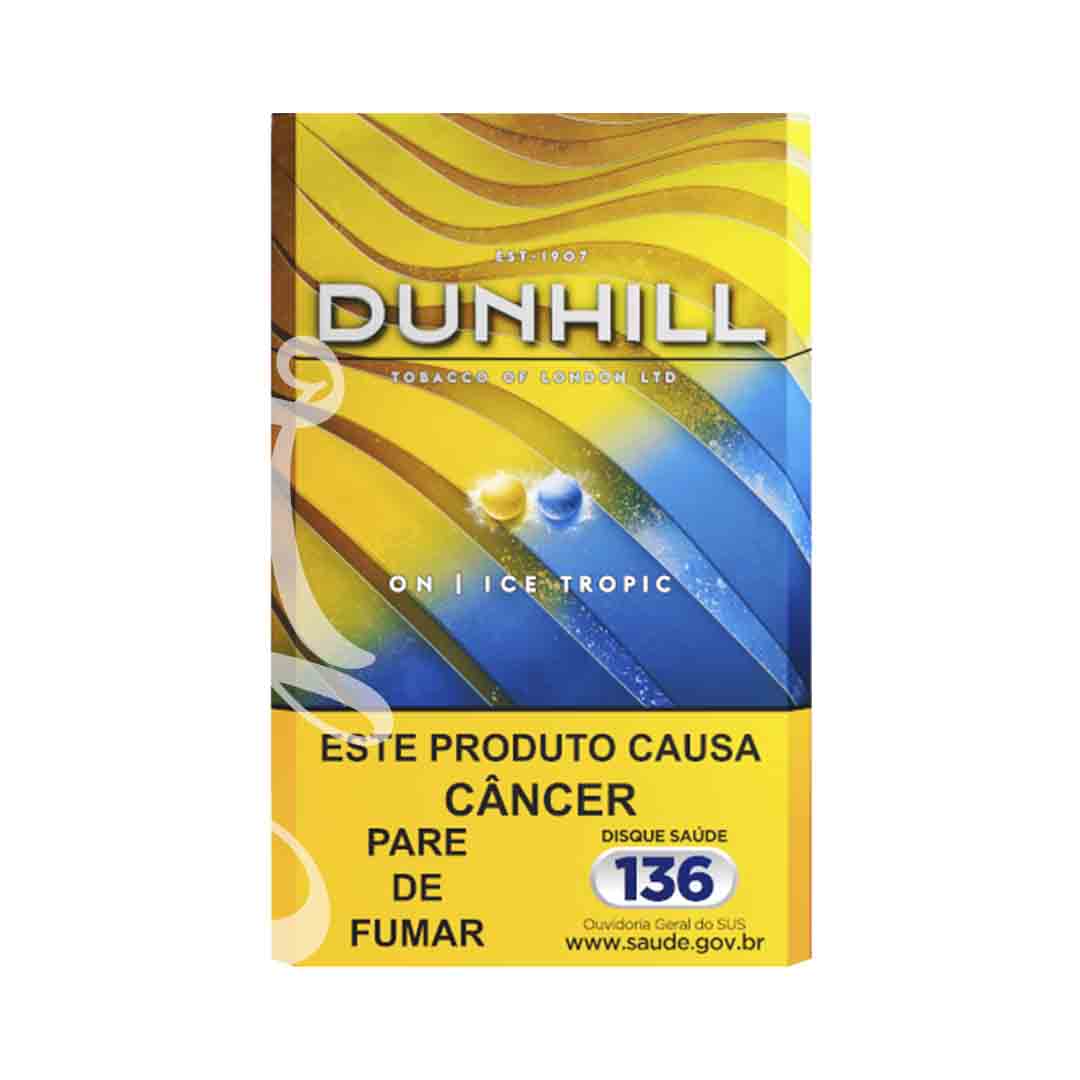 EST-1907
DUNHILL
TOBACCO OF LONDON LTD
ON | ICE TROPIC
ESTE PRODUTO CAUSA
CÂNCER
PARE
DE
FUMAR
DISQUE SAÚDE
136
Ouvidoria Geral do SUS
www.saude.gov.br